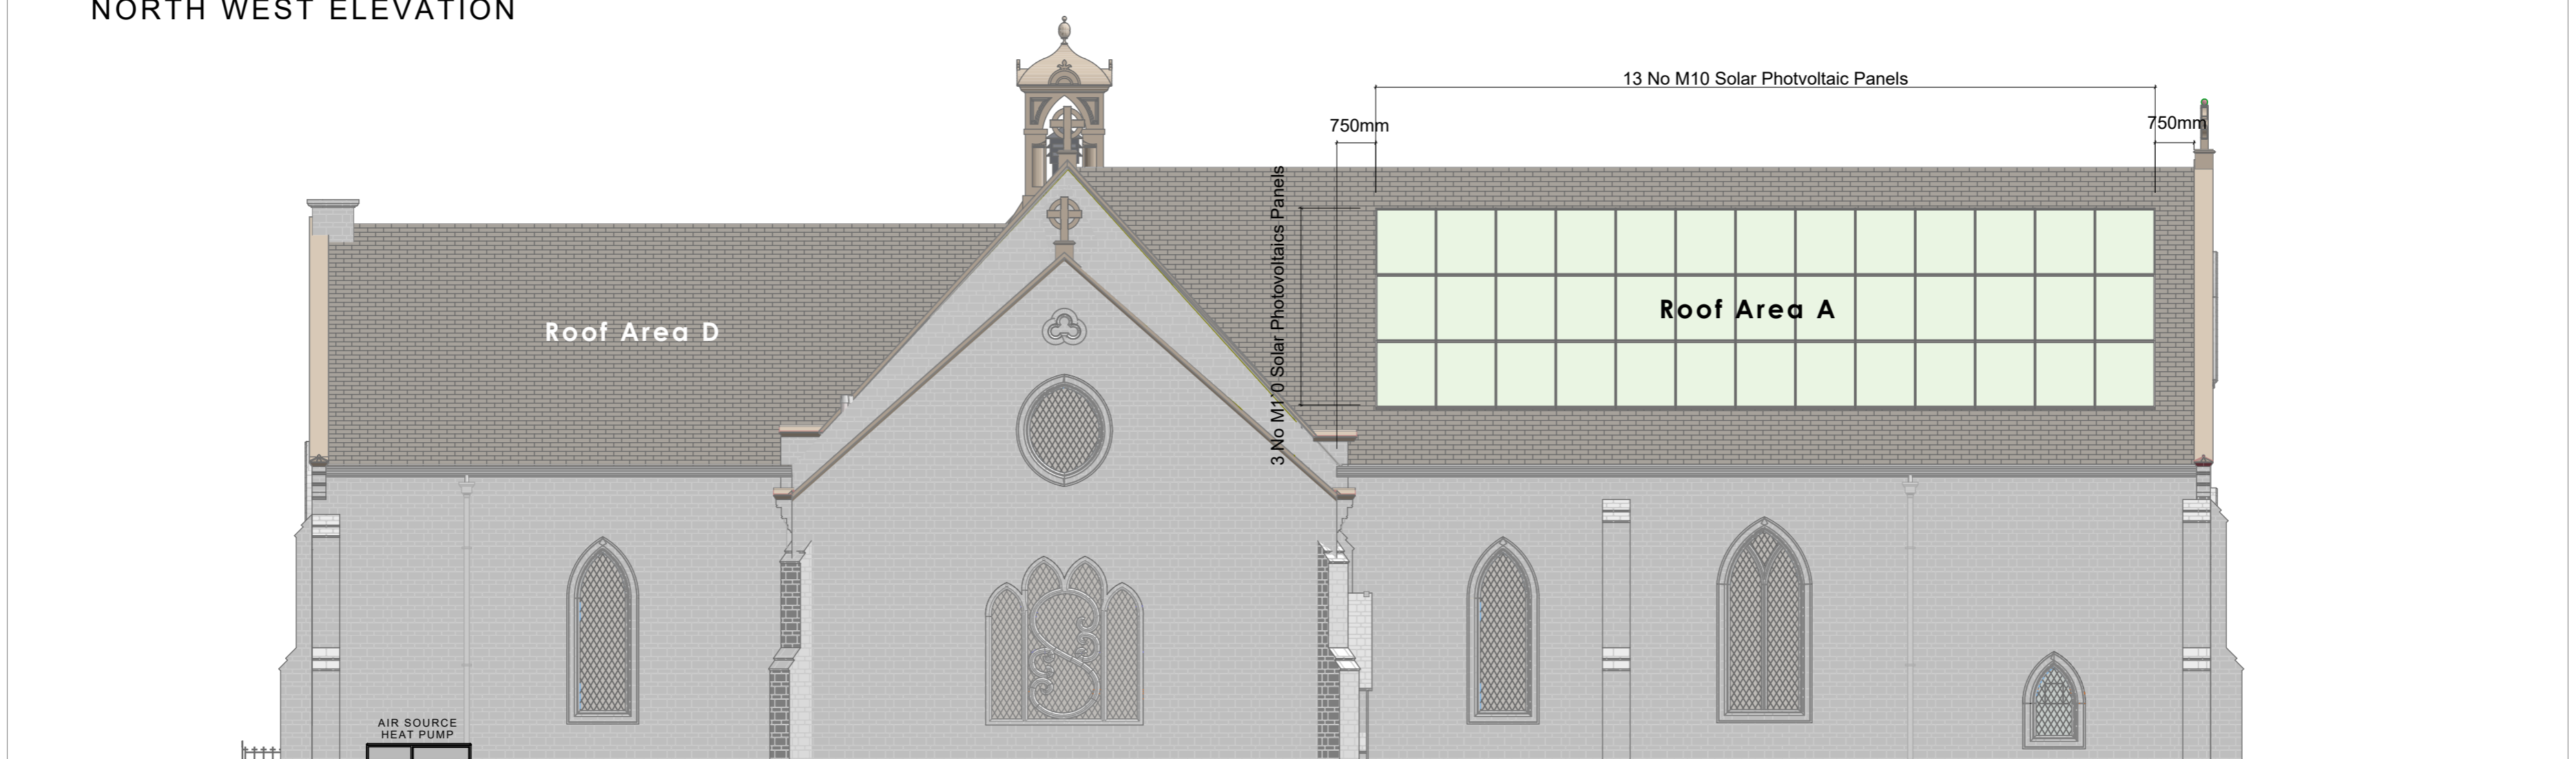 NORTH WEST ELEVATION
13 No M10 Solar Photvoltaic Panels
750mm
750mm
3 No M10 Solar Photovoltaics Panels
Roof Area D
Roof Area A
AIR SOURCE
HEAT PUMP